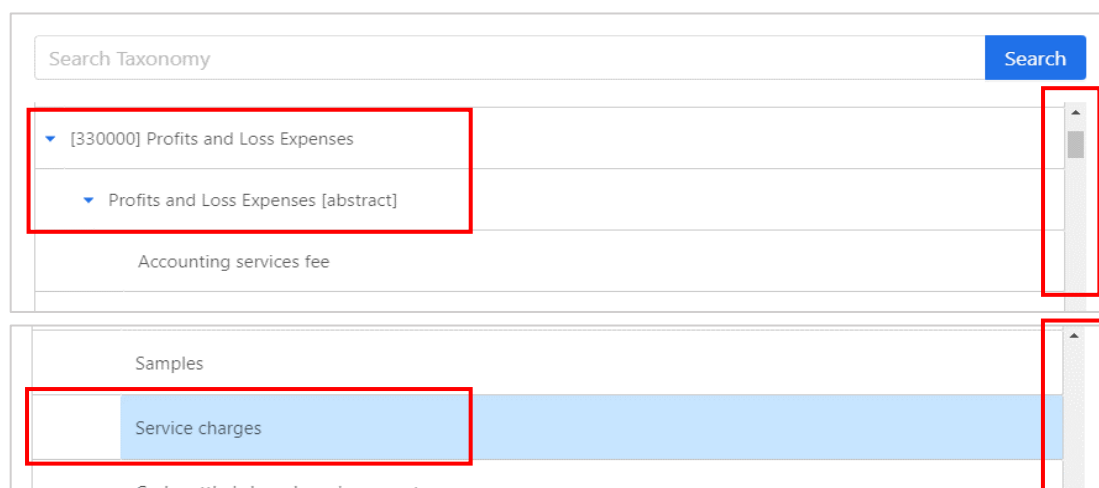 Search Taxonomy
Search
[330000] Profits and Loss Expenses
Profits and Loss Expenses [abstract]
Accounting services fee
Samples
Service charges